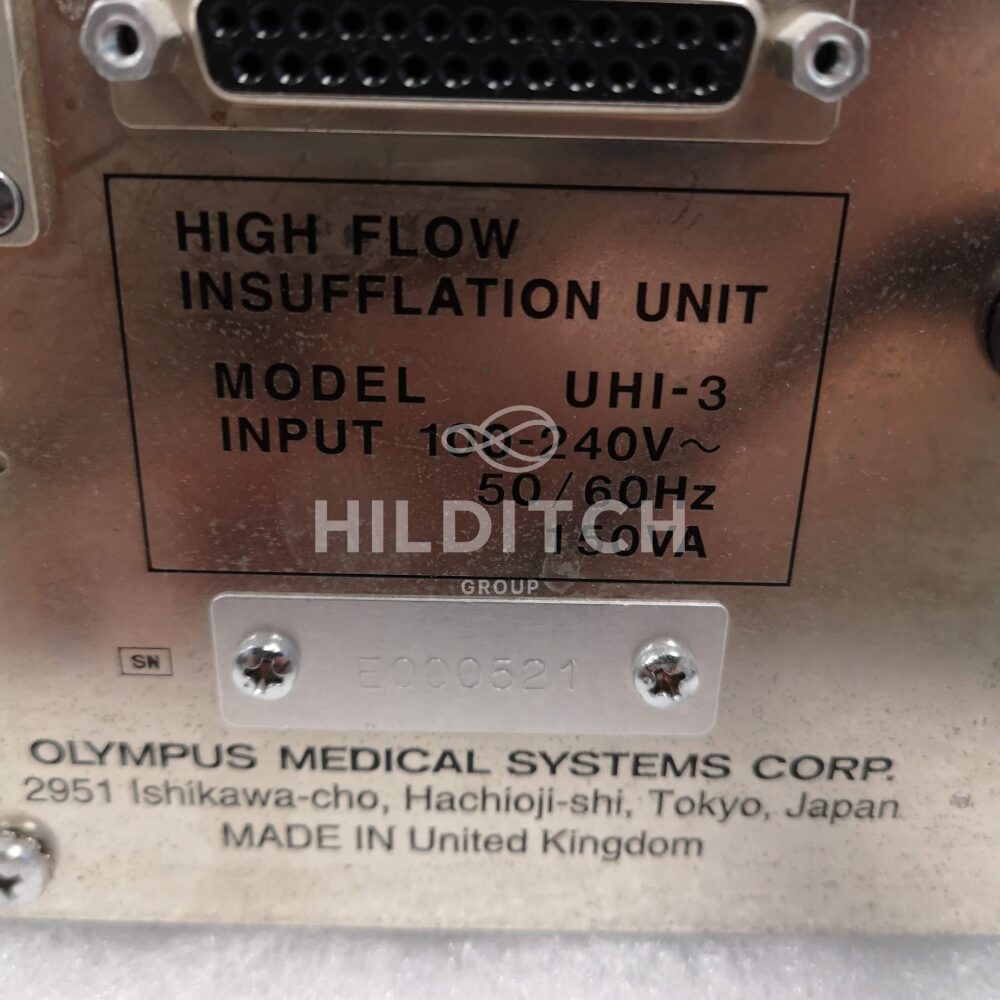 HIGH FLOW
INSUFFLATION UNIT
MODEL UHI-3
INPUT 100-240V～
50/60Hz
HILDITCH
150VA
GROUP
SN
E000521
OLYMPUS MEDICAL SYSTEMS CORP.
2951 Ishikawa-cho, Hachioji-shi, Tokyo, Japan
MADE IN United Kingdom